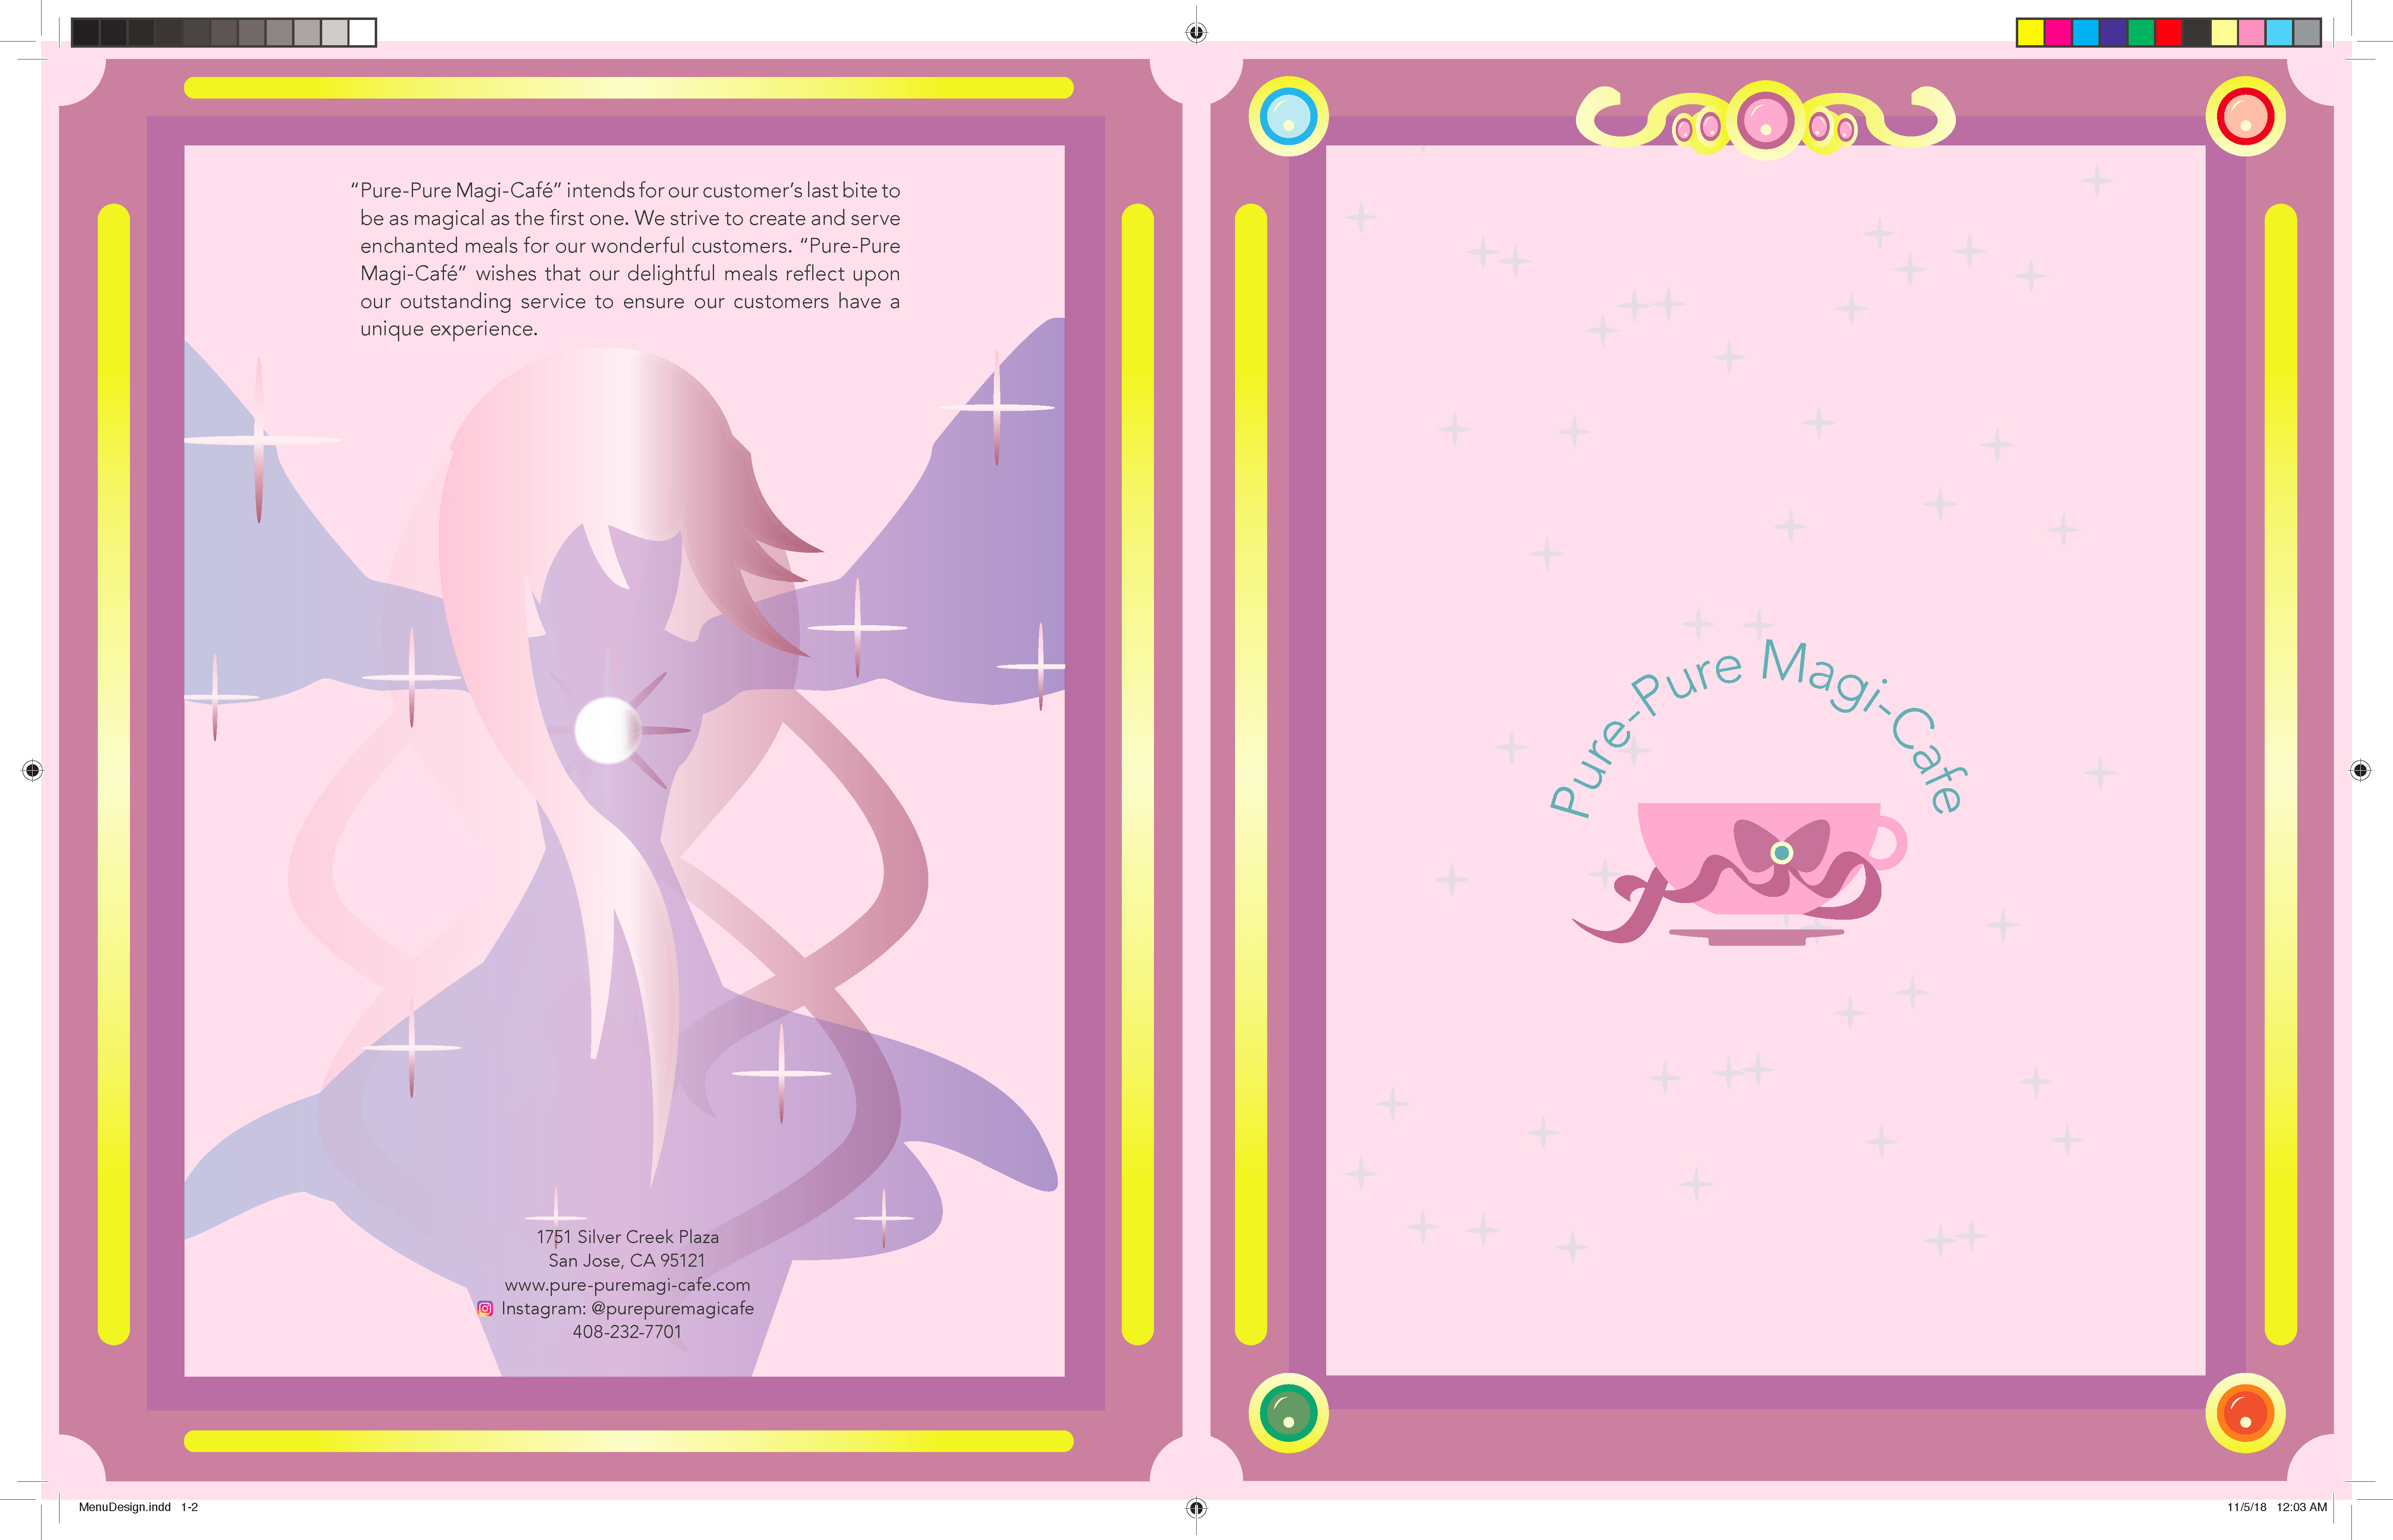 “Pure-Pure Magi-Café” intends for our customer’s last bite to
be as magical as the first one. We strive to create and serve
enchanted meals for our wonderful customers. “Pure-Pure
Magi-Café” wishes that our delightful meals reflect upon
our outstanding service to ensure our customers have a
unique experience.
1751 Silver Creek Plaza
San Jose, CA 95121
www.pure-puremagi-cafe.com
Instagram: @purepuremagicafe
408-232-7701
Pure-Pure Magi-Cafe
MenuDesign.indd 1-2
11/5/18 12:03 AM